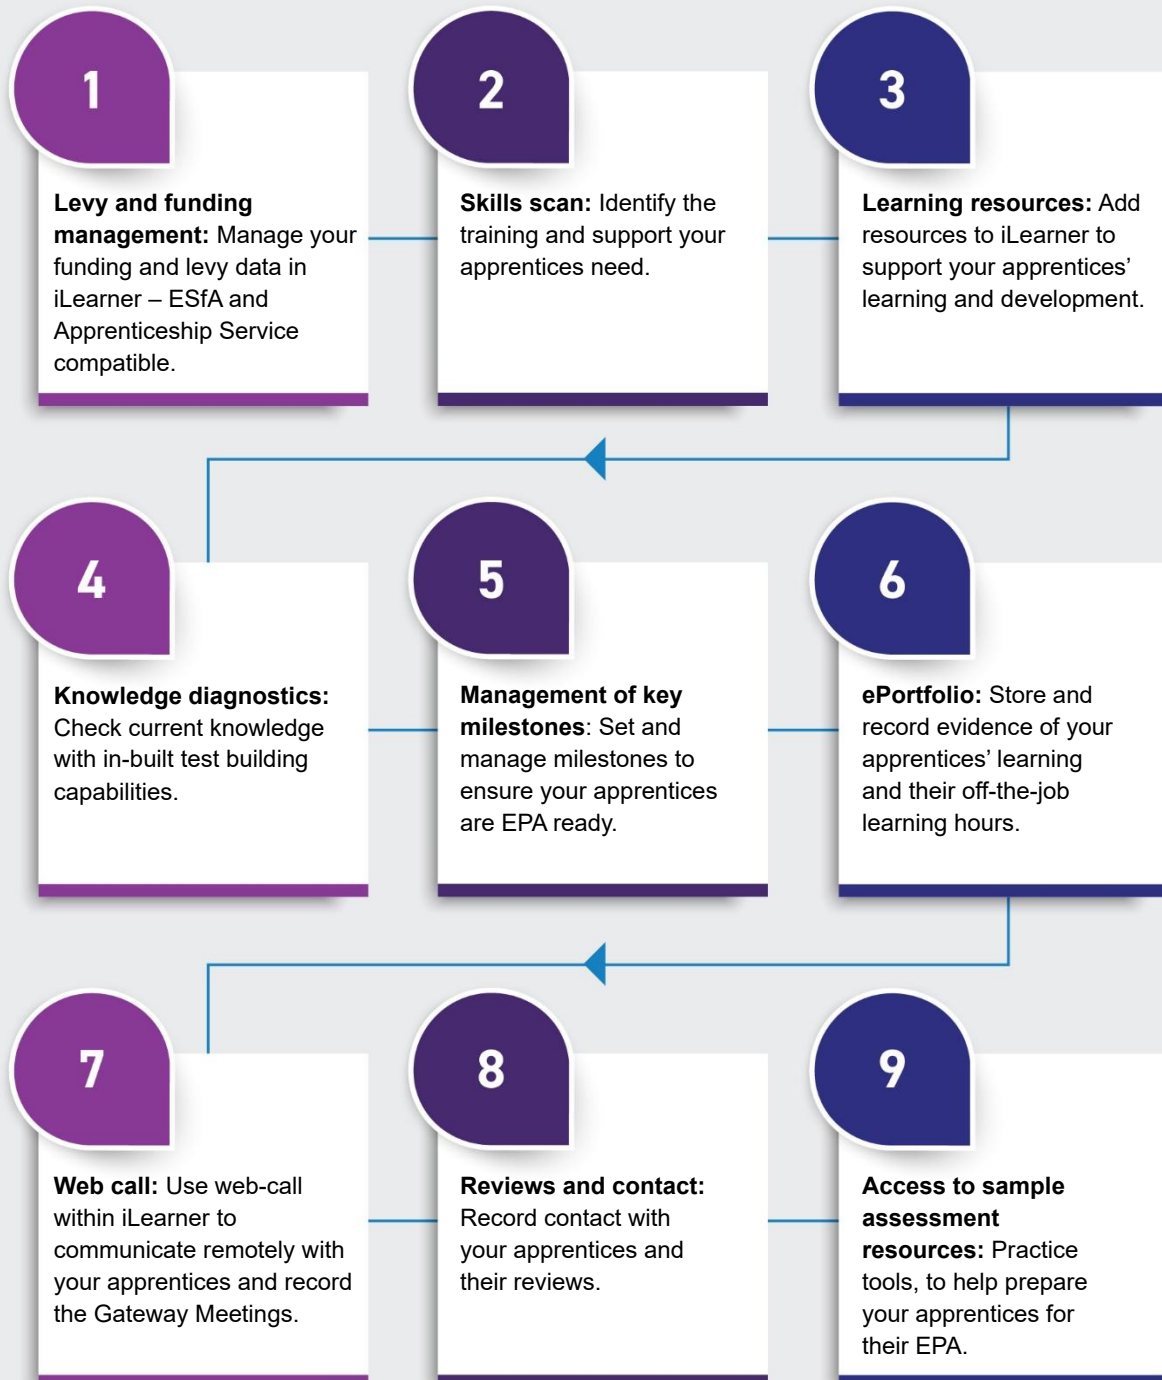 1
Levy and funding
management: Manage your
funding and levy data in
iLearner – ESfA and
Apprenticeship Service
compatible.
2
Skills scan: Identify the
training and support your
apprentices need.
3
Learning resources: Add
resources to iLearner to
support your apprentices’
learning and development.
4
Knowledge diagnostics:
Check current knowledge
with in-built test building
capabilities.
5
Management of key
milestones: Set and
manage milestones to
ensure your apprentices
are EPA ready.
6
ePortfolio: Store and
record evidence of your
apprentices’ learning
and their off-the-job
learning hours.
7
Web call: Use web-call
within iLearner to
communicate remotely with
your apprentices and record
the Gateway Meetings.
8
Reviews and contact:
Record contact with
your apprentices and
their reviews.
9
Access to sample
assessment
resources: Practice
tools, to help prepare
your apprentices for
their EPA.